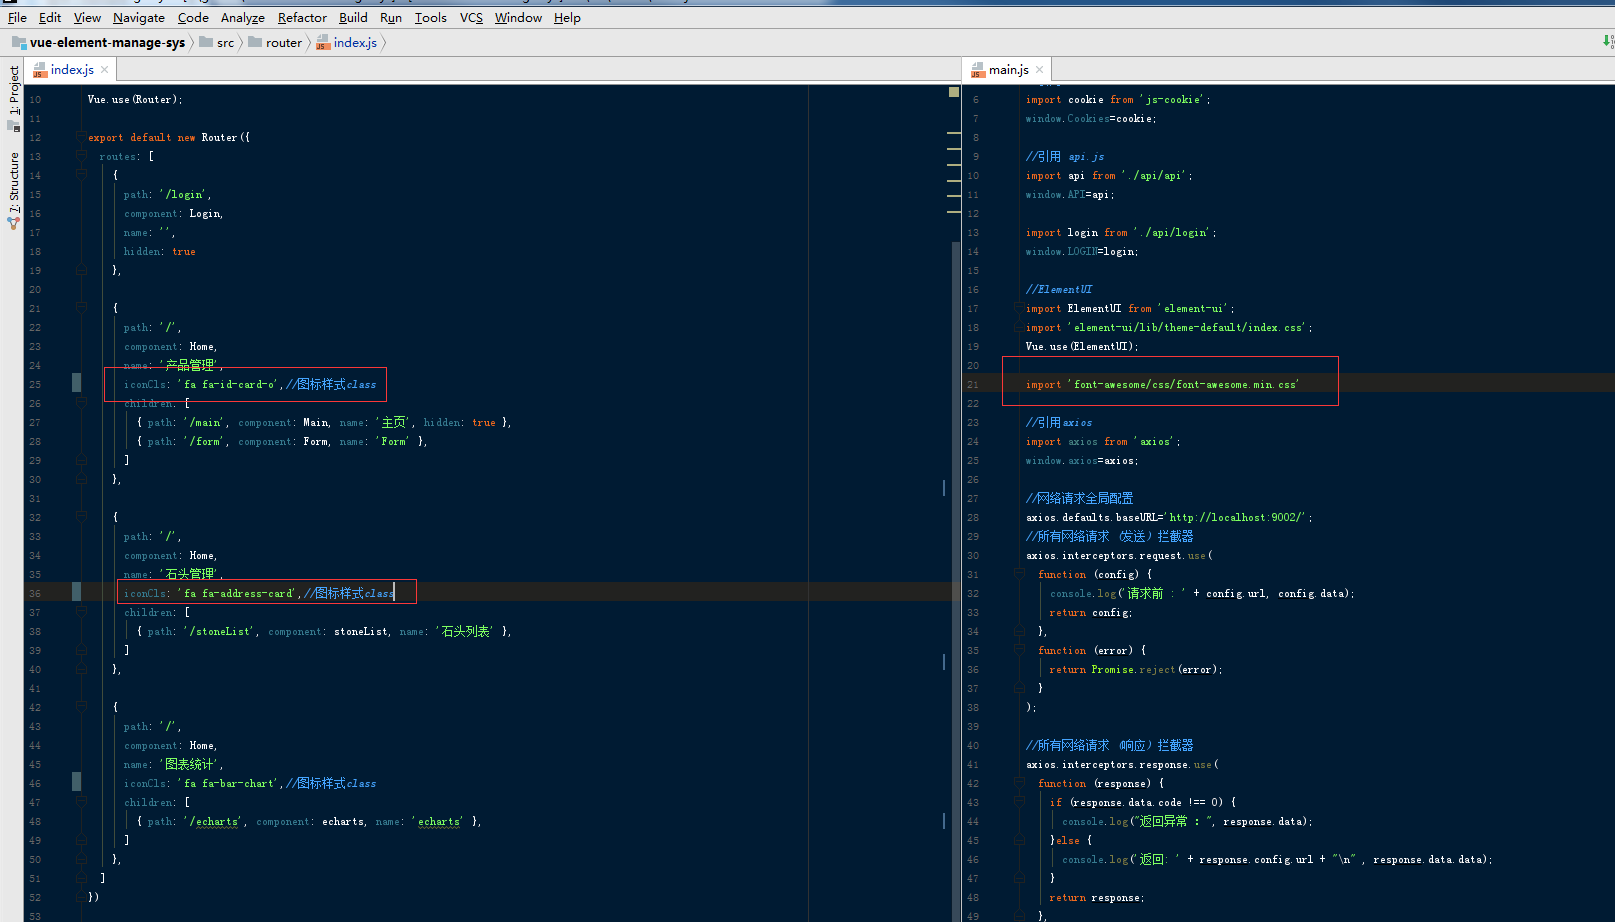 File Edit View Navigate Code Analyze Refactor Build Run Tools VCS Window Help
vue-element-manage-sys src router index.js
1: Project
7: Structure
index.js
10 Vue.use(Router);
11
12 export default new Router({
13 routes: [
14 {
15 path: '/login',
16 component: Login,
17 name: '',
18 hidden: true
19 },
20
21 {
22 path: '/',
23 component: Home,
24 name: '产品管理',
25 iconCls: 'fa fa-id-card-o',//图标样式class
26 children: [
27 { path: '/main', component: Main, name: '主页', hidden: true },
28 { path: '/form', component: Form, name: 'Form' },
29 ]
30 },
31
32 {
33 path: '/',
34 component: Home,
35 name: '石头管理',
36 iconCls: 'fa fa-address-card',//图标样式class
37 children: [
38 { path: '/stoneList', component: stoneList, name: '石头列表' },
39 ]
40 },
41
42 {
43 path: '/',
44 component: Home,
45 name: '图表统计',
46 iconCls: 'fa fa-bar-chart',//图标样式class
47 children: [
48 { path: '/echarts', component: echarts, name: 'echarts' },
49 ]
50 },
51 ]
52 })
53
main.js
6 import cookie from 'js-cookie';
7 window.Cookies=cookie;
8
9 //引用 api.js
10 import api from './api/api';
11 window.API=api;
12
13 import login from './api/login';
14 window.LOGIN=login;
15
16 //ElementUI
17 import ElementUI from 'element-ui';
18 import 'element-ui/lib/theme-default/index.css';
19 Vue.use(ElementUI);
20
21 import 'font-awesome/css/font-awesome.min.css'
22
23 //引用axios
24 import axios from 'axios';
25 window.axios=axios;
26
27 //网络请求全局配置
28 axios.defaults.baseURL='http://localhost:9002/';
29 //所有网络请求（发送）拦截器
30 axios.interceptors.request.use(
31 function (config) {
32 console.log('请求前 : ' + config.url, config.data);
33 return config;
34 },
35 function (error) {
36 return Promise.reject(error);
37 }
38 );
39
40 //所有网络请求（响应）拦截器
41 axios.interceptors.response.use(
42 function (response) {
43 if (response.data.code !== 0) {
44 console.log("返回异常 : ", response.data);
45 }else {
46 console.log('返回: ' + response.config.url + "\n" , response.data.data);
47 }
48 return response;
49 },